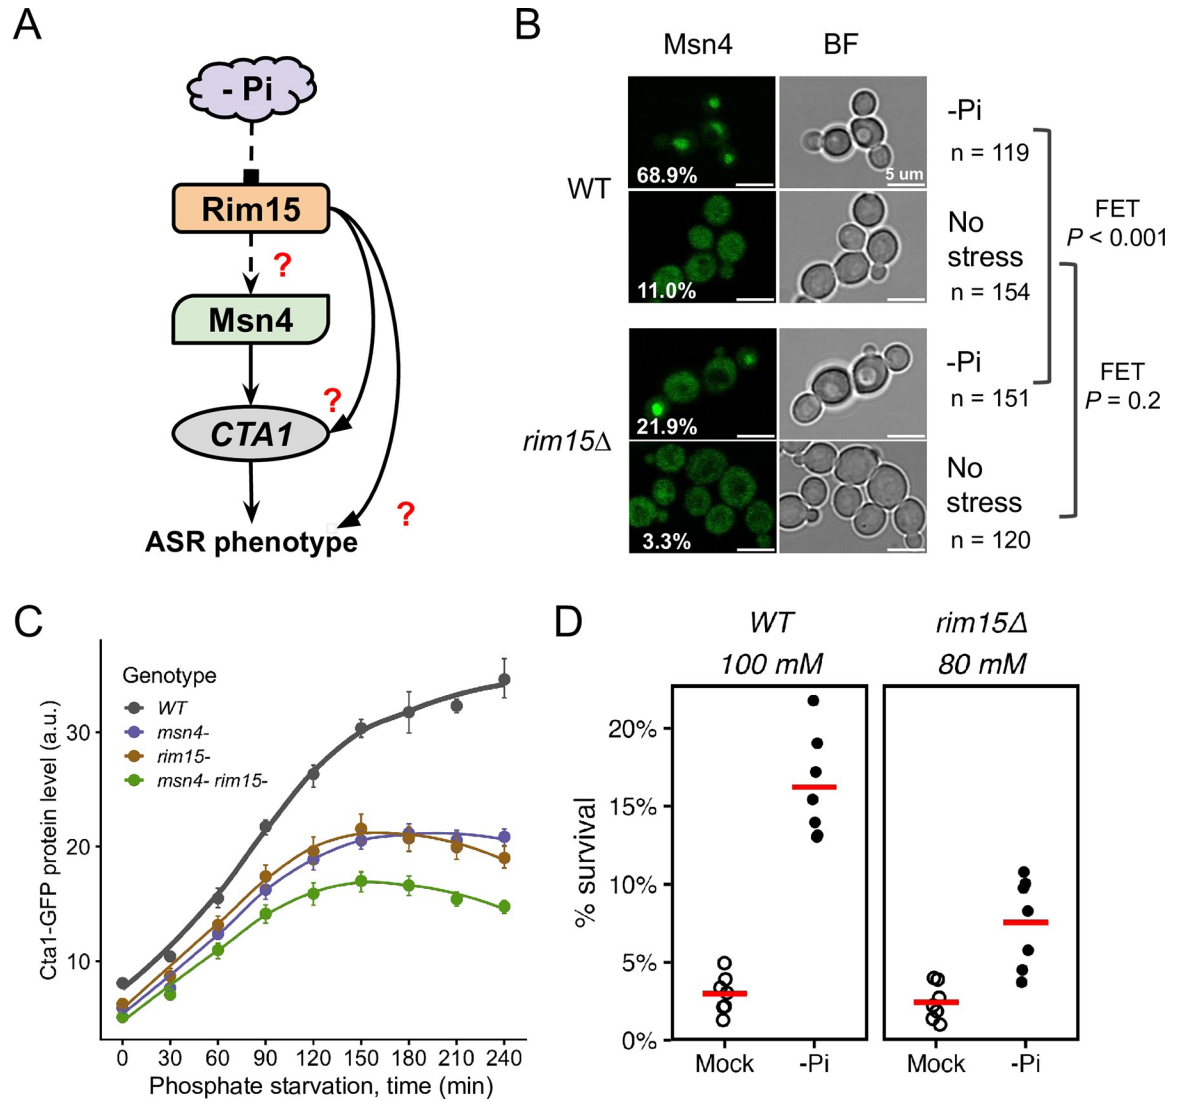 A
- Pi
Rim15
?
Msn4
?
CTA1
?
ASR phenotype
B
Msn4
BF
WT
68.9%
5 um
-Pi
n = 119
11.0%
No
stress
n = 154
FET
P < 0.001
rim15Δ
21.9%
-Pi
n = 151
3.3%
No
stress
n = 120
FET
P = 0.2
C
Genotype
WT
msn4-
rim15-
msn4- rim15-
Cta1-GFP protein level (a.u.)
30
20
10
0 30 60 90 120 150 180 210 240
Phosphate starvation, time (min)
D
WT
100 mM
rim15Δ
80 mM
% survival
20%
15%
10%
5%
0%
Mock -Pi Mock -Pi